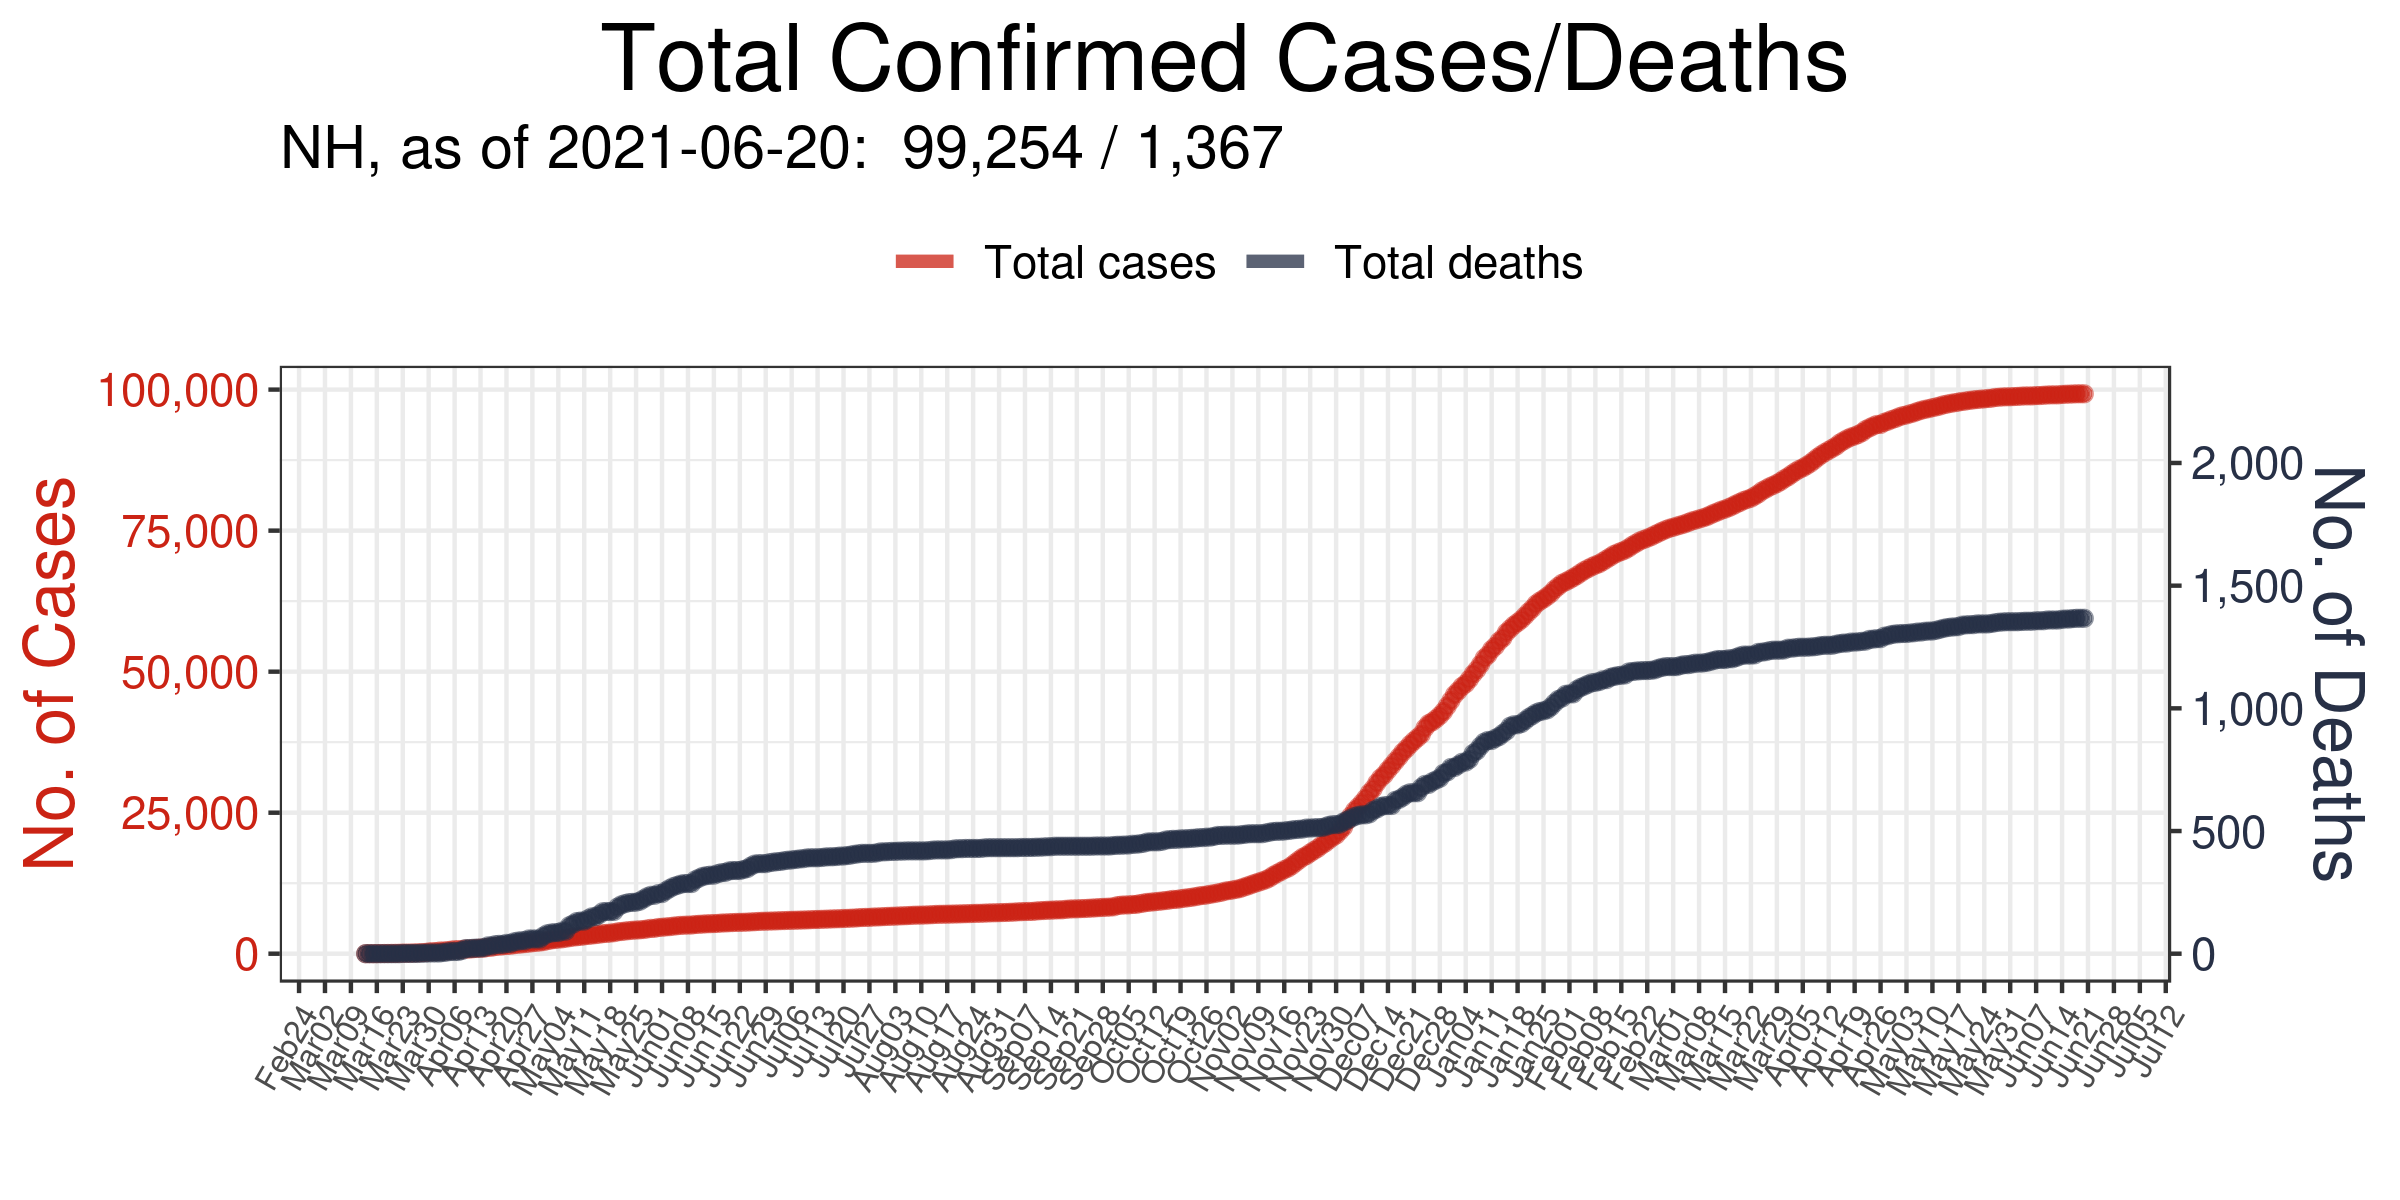 Total Confirmed Cases/Deaths
NH, as of 2021-06-20:  99,254 / 1,367
Total cases
Total deaths
No. of Cases
100,000
75,000
50,000
25,000
0
2,000
1,500
1,000
500
0
No. of Deaths
Feb24
Mar02
Mar09
Mar16
Mar23
Mar30
Apr06
Apr13
Apr20
Apr27
May04
May11
May18
May25
Jun01
Jun08
Jun15
Jun22
Jun29
Jul06
Jul13
Jul20
Jul27
Aug03
Aug10
Aug17
Aug24
Aug31
Sep07
Sep14
Sep21
Sep28
Oct05
Oct12
Oct19
Oct26
Nov02
Nov09
Nov16
Nov23
Nov30
Dec07
Dec14
Dec21
Dec28
Jan04
Jan11
Jan18
Jan25
Feb01
Feb08
Feb15
Feb22
Mar01
Mar08
Mar15
Mar22
Mar29
Apr05
Apr12
Apr19
Apr26
May03
May10
May17
May24
May31
Jun07
Jun14
Jun21
Jun28
Jul05
Jul12